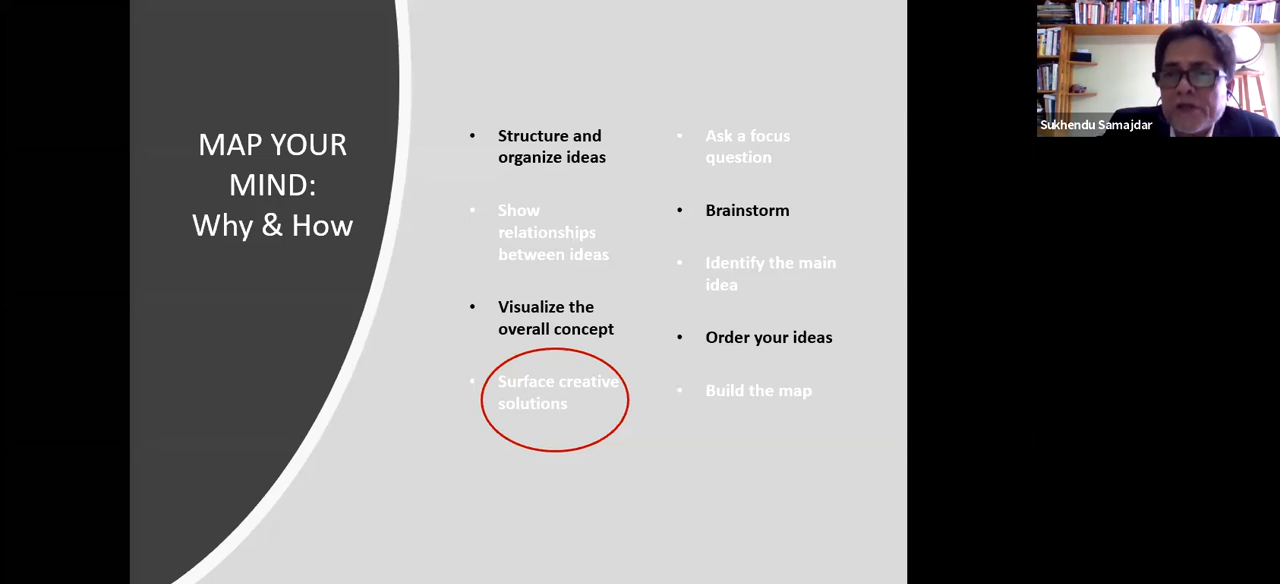 MAP YOUR
MIND:
Why & How
• Structure and
organize ideas
• Show
relationships
between ideas
• Visualize the
overall concept
• Surface creative
solutions
• Ask a focus
question
• Brainstorm
• Identify the main
idea
• Order your ideas
• Build the map
Sukhendu Samajdar